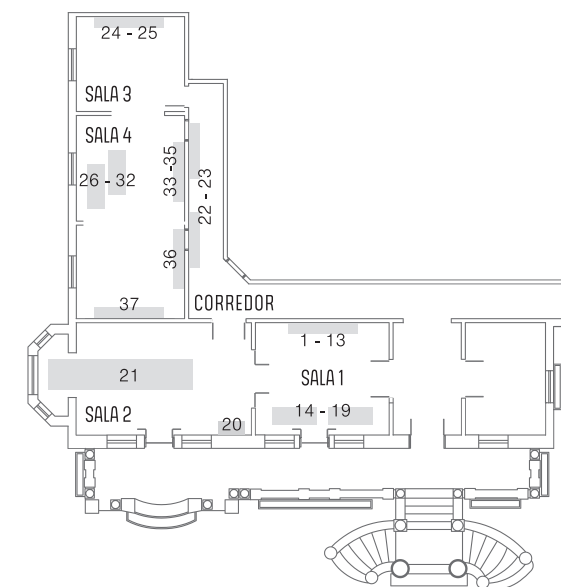 24 - 25
SALA 3
SALA 4
26 - 32
33 -35
22 - 23
36
37
CORREDOR
1 - 13
21
SALA 1
SALA 2
20
14 - 19